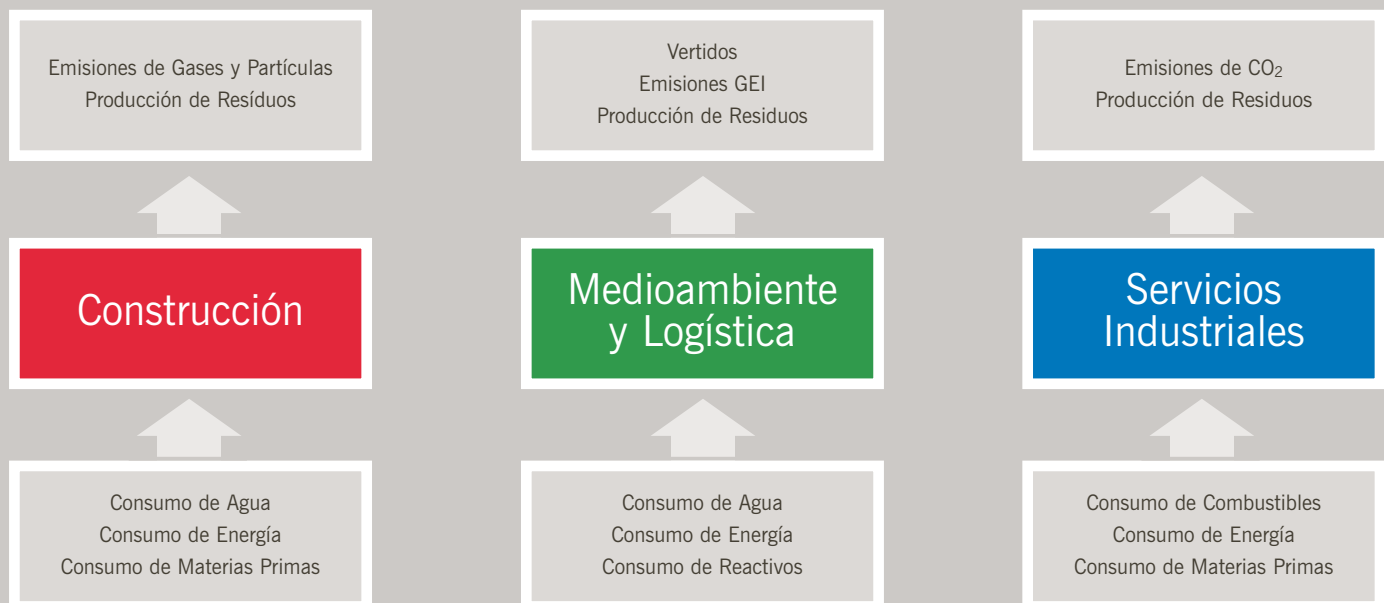 Emisiones de Gases y Partículas
Producción de Resíduos
Vertidos
Emisiones GEI
Producción de Residuos
Emisiones de CO₂
Producción de Residuos
Construcción
Medioambiente
y Logística
Servicios
Industriales
Consumo de Agua
Consumo de Energía
Consumo de Materias Primas
Consumo de Agua
Consumo de Energía
Consumo de Reactivos
Consumo de Combustibles
Consumo de Energía
Consumo de Materias Primas